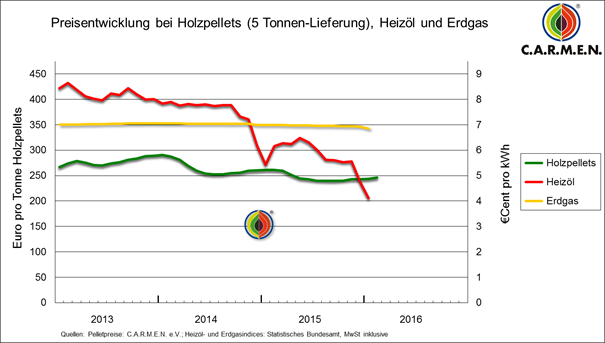 Preisentwicklung bei Holzpellets (5 Tonnen-Lieferung), Heizöl und Erdgas
®
C.A.R.M.E.N.
Euro pro Tonne Holzpellets
450
400
350
300
250
200
150
100
50
0
9
8
7
6
5
4
3
2
1
0
€Cent pro kWh
Holzpellets
Heizöl
Erdgas
®
2013 2014 2015 2016
Quellen: Pelletpreise: C.A.R.M.E.N. e.V.; Heizöl- und Erdgasindices: Statistisches Bundesamt, MwSt inklusive